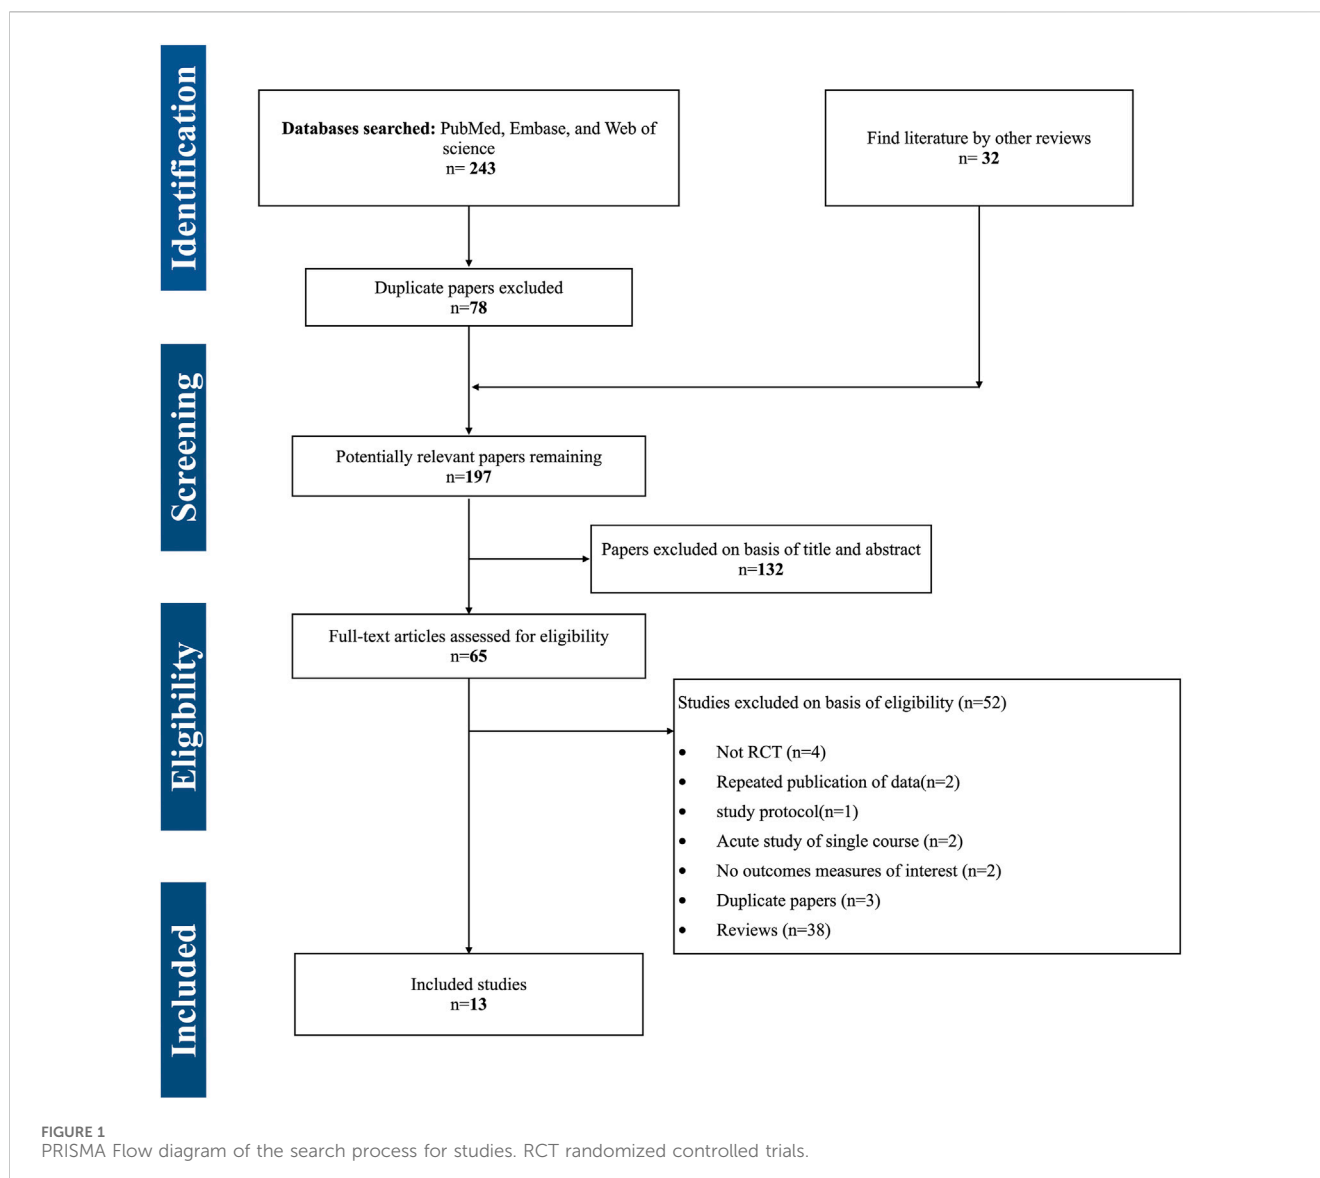 Identification
Databases searched: PubMed, Embase, and Web of
science
n= 243
Find literature by other reviews
n= 32
Duplicate papers excluded
n=78
Screening
Potentially relevant papers remaining
n=197
Papers excluded on basis of title and abstract
n=132
Eligibility
Full-text articles assessed for eligibility
n=65
Studies excluded on basis of eligibility (n=52)
• Not RCT (n=4)
• Repeated publication of data(n=2)
• study protocol(n=1)
• Acute study of single course (n=2)
• No outcomes measures of interest (n=2)
• Duplicate papers (n=3)
• Reviews (n=38)
Included
Included studies
n=13
FIGURE 1
PRISMA Flow diagram of the search process for studies. RCT randomized controlled trials.